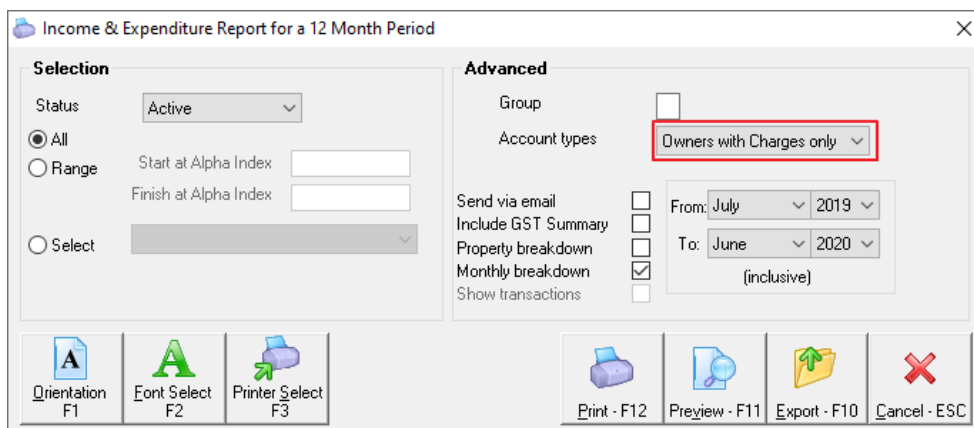 Income & Expenditure Report for a 12 Month Period
Selection
Status
Active
All
Range
Start at Alpha Index
Finish at Alpha Index
Select
Advanced
Group
Account types
Owners with Charges only
Send via email
Include GST Summary
Property breakdown
Monthly breakdown
Show transactions
From: July 2019
To: June 2020
(inclusive)
A
Orientation
F1
A
Font Select
F2
Printer Select
F3
Print - F12
Preview - F11
Export - F10
Cancel - ESC